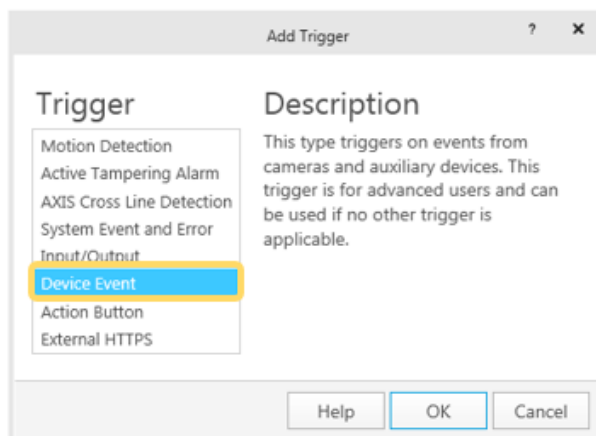 Add Trigger
?
Trigger
Description
Motion Detection
Active Tampering Alarm
AXIS Cross Line Detection
System Event and Error
Input/Output
Device Event
Action Button
External HTTPS
This type triggers on events from
cameras and auxiliary devices. This
trigger is for advanced users and can
be used if no other trigger is
applicable.
Help
OK
Cancel